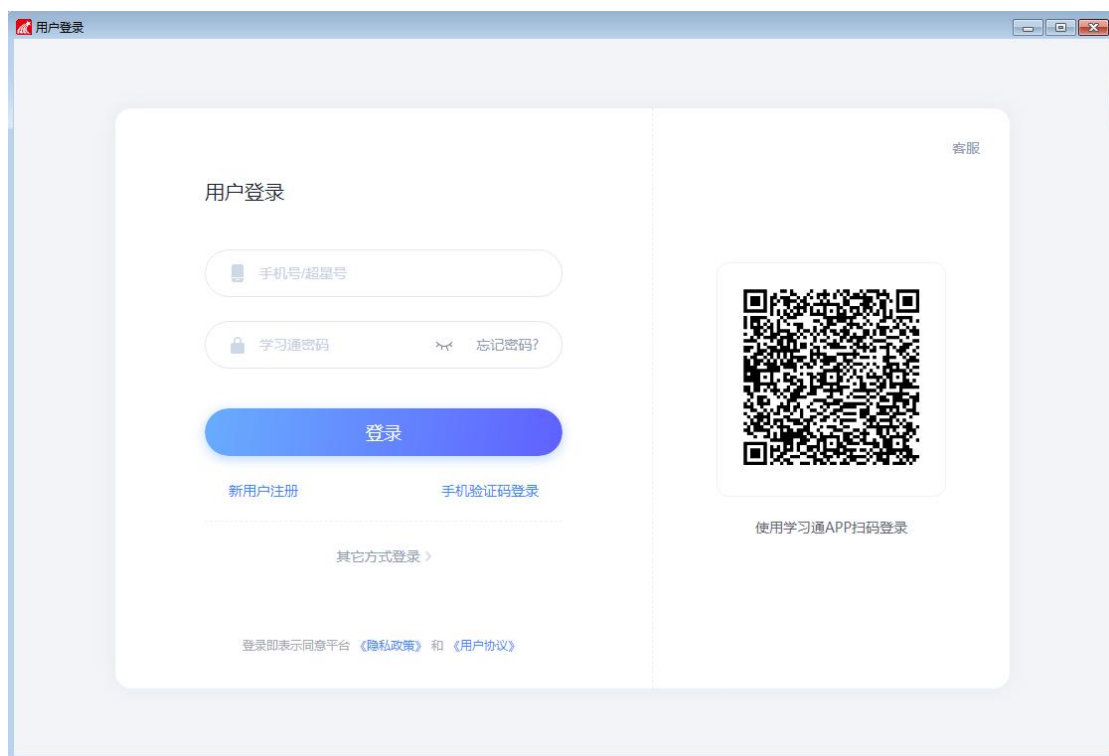 用户登录
客服
用户登录
手机号/超星号
学习通密码 忘记密码?
登录
新用户注册 手机验证码登录
使用学习通APP扫码登录
其它方式登录 >
登录即表示同意平台 《隐私政策》 和 《用户协议》